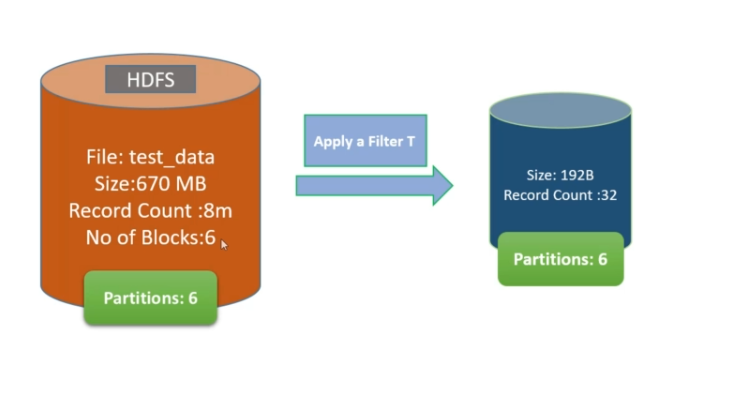 HDFS
File: test_data
Size:670 MB
Record Count :8m
No of Blocks:6
Partitions: 6
Apply a Filter T
Size: 192B
Record Count :32
Partitions: 6